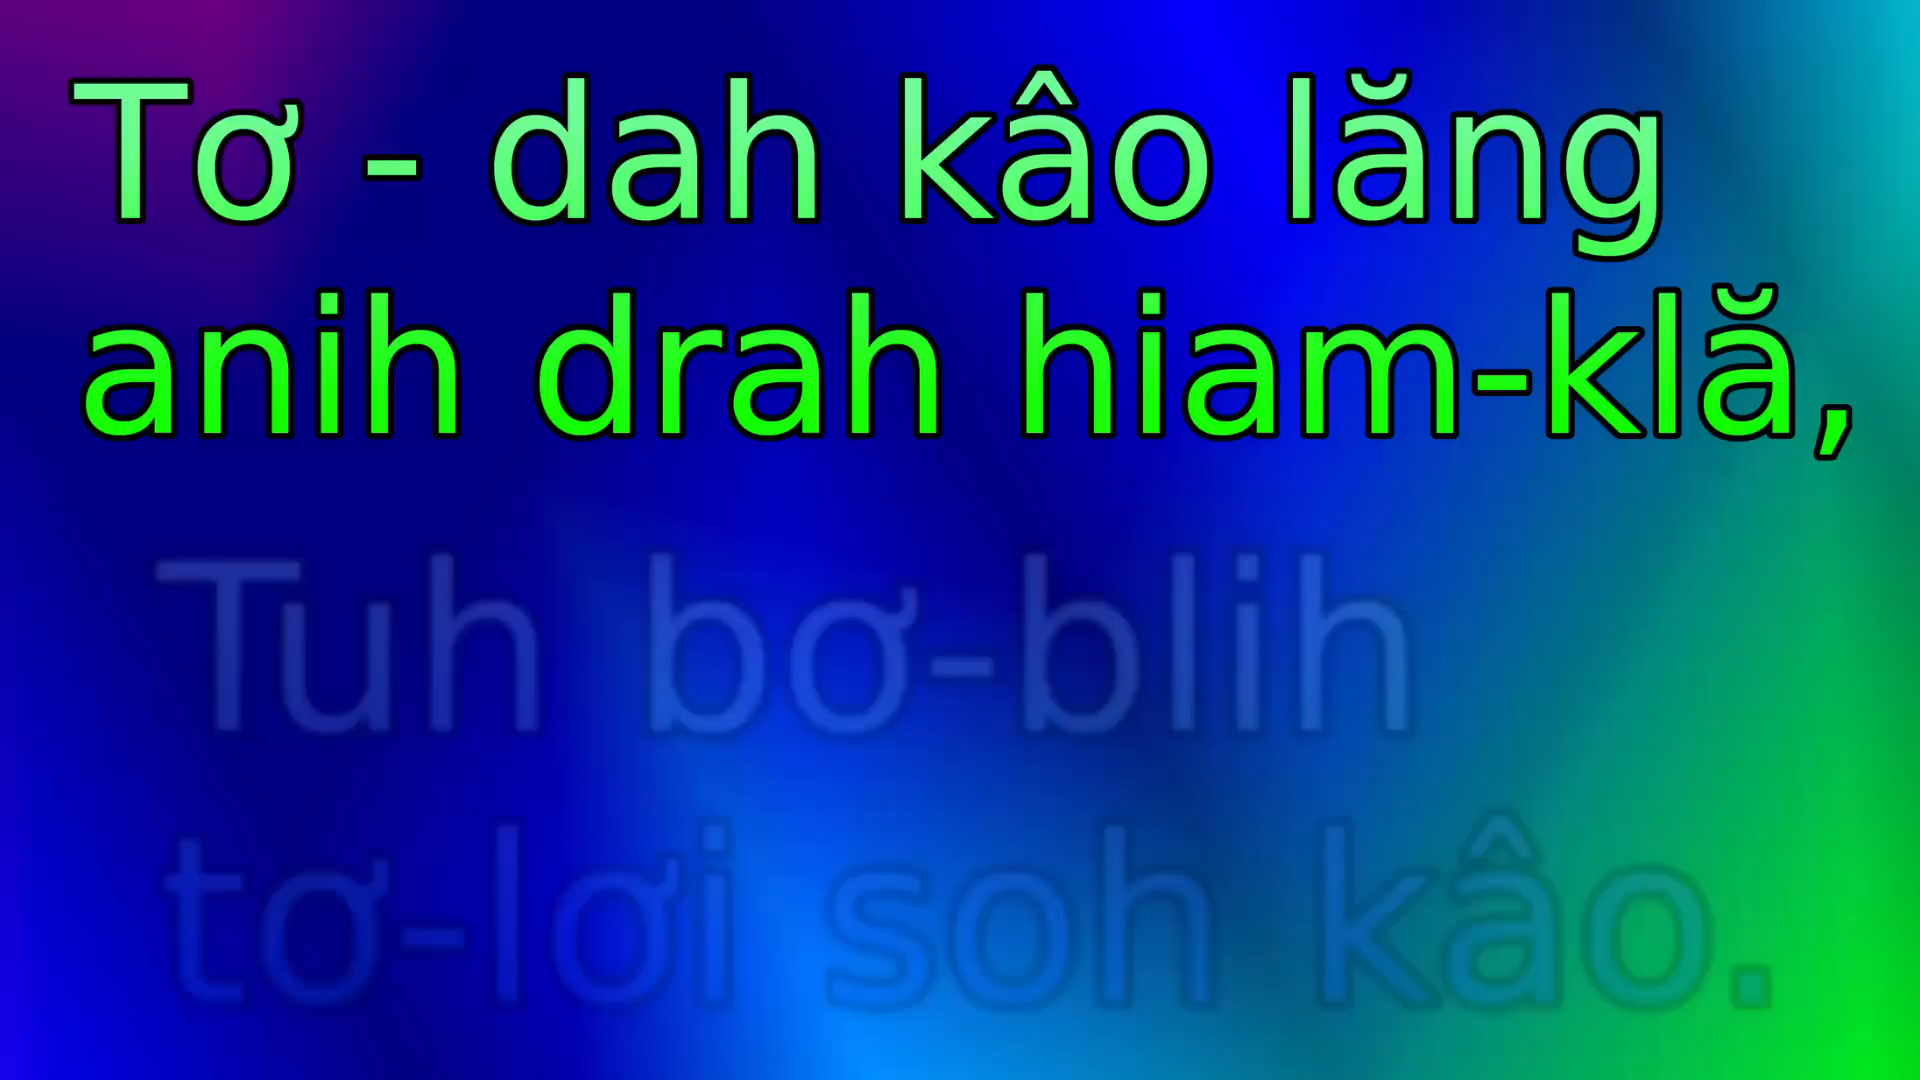 Tơ - dah kâo lăng
anih drah hiam-klă,
Tuh bơ-blih
tơ-lơi soh kâo.